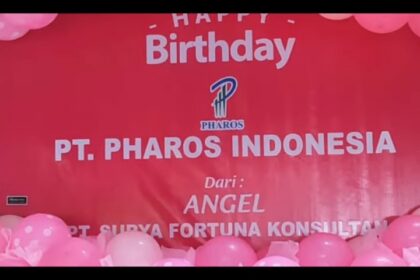 - HAPPY -
Birthday
PHAROS
PT. PHAROS INDONESIA
Dari :
ANGEL
PT. SURYA FORTUNA KONSULTAN